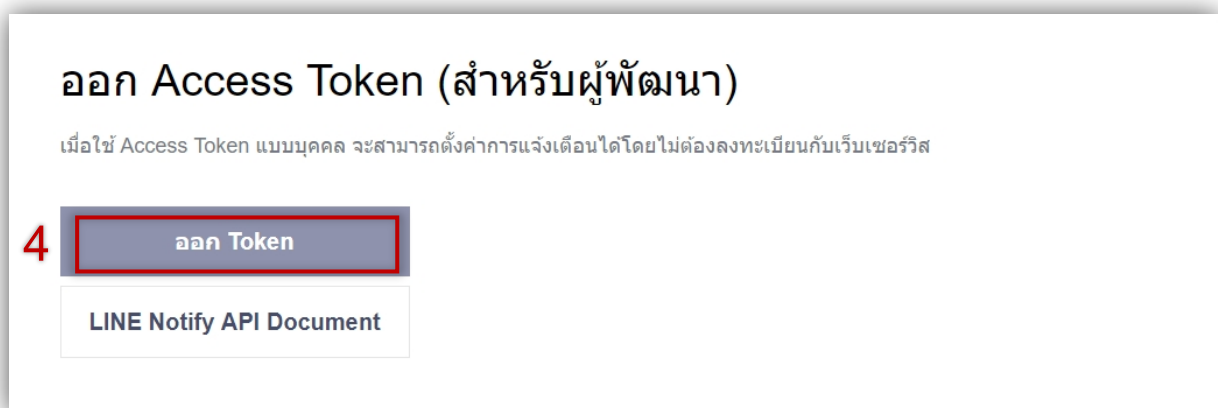 ออก Access Token (สำหรับผู้พัฒนา)
เมื่อใช้ Access Token แบบบุคคล จะสามารถตั้งค่าการแจ้งเตือนได้โดยไม่ต้องลงทะเบียนกับเว็บเซอร์วิส
4 ออก Token
LINE Notify API Document